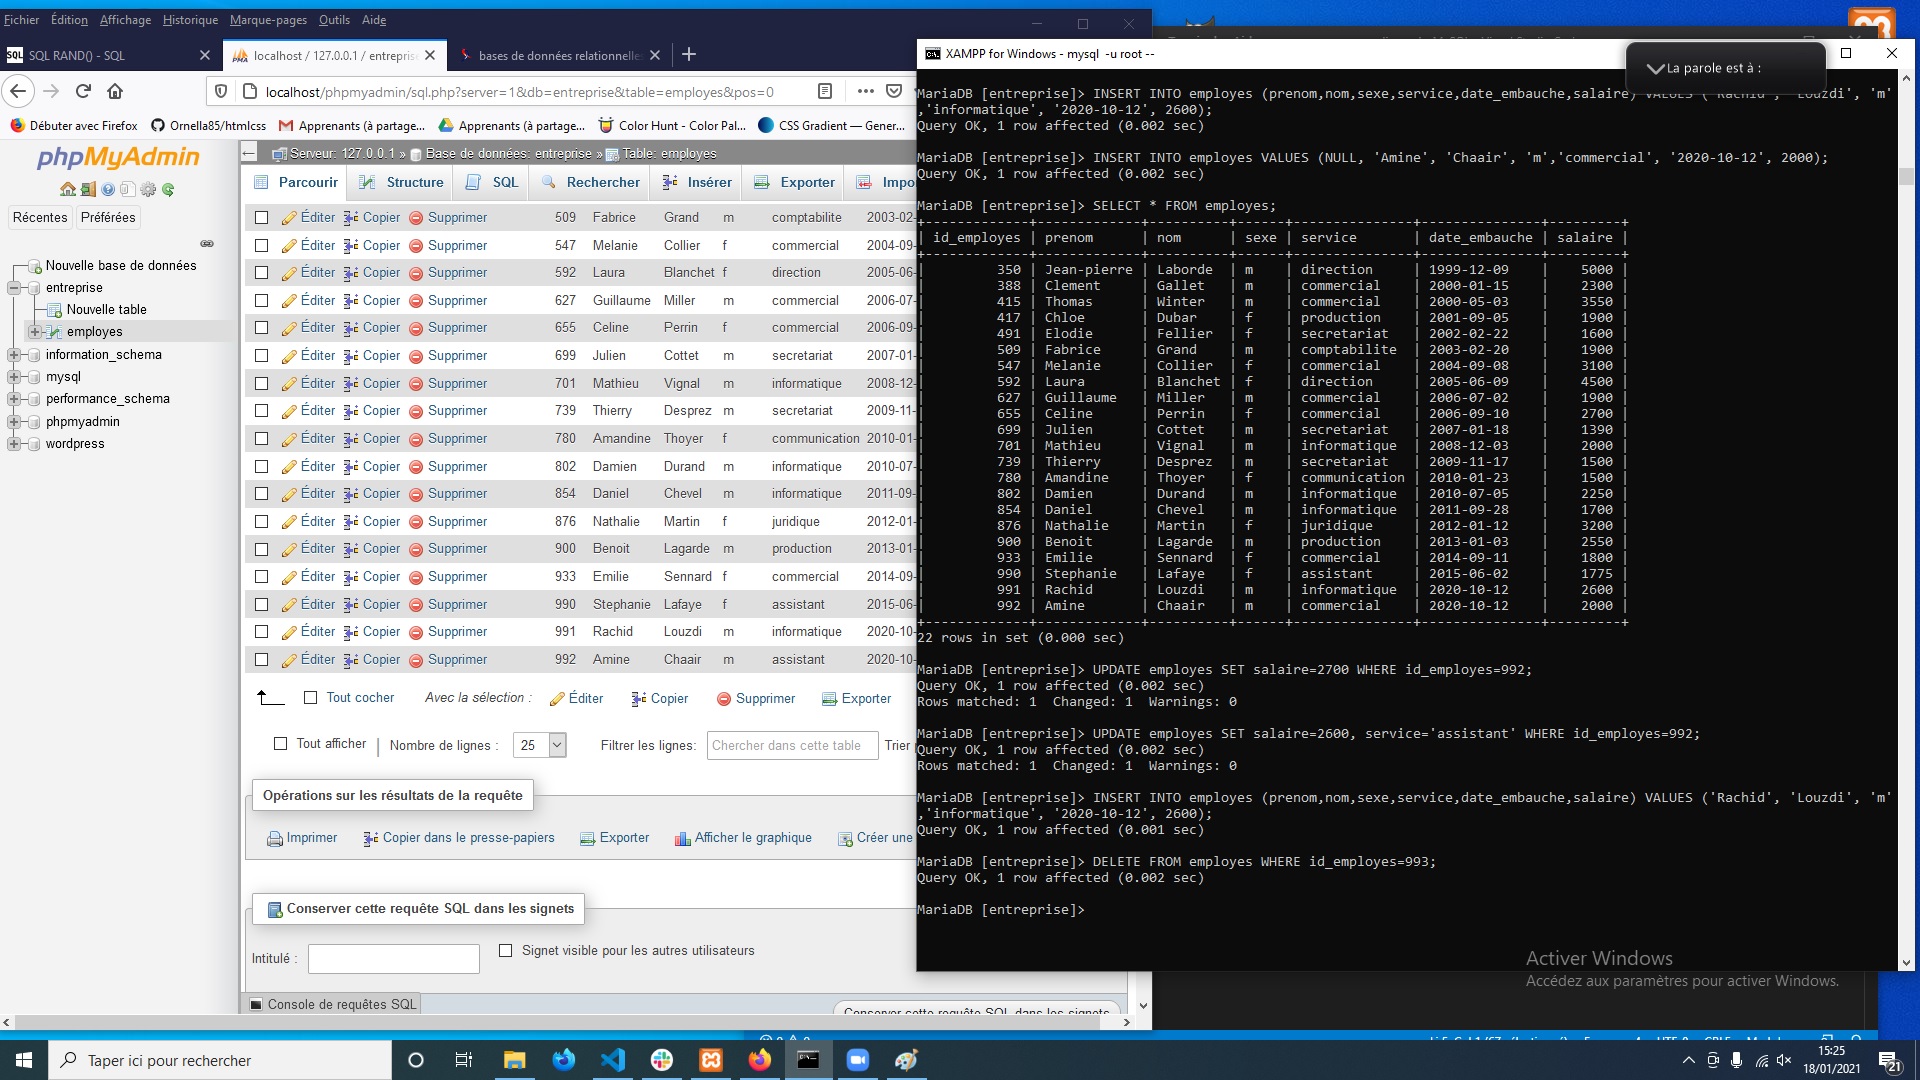 Fichier Édition Affichage Historique Marque-pages Outils Aide
SQL RAND() - SQL
localhost / 127.0.0.1 / entrepris
bases de données relationnelle
localhost/phpmyadmin/sql.php?server=1&db=entreprise&table=employes&pos=0
Débuter avec Firefox Ornella85/htmlcss Apprenants (à partage... Apprenants (à partage... Color Hunt - Color Pal... CSS Gradient — Gener...
phpMyAdmin
Récentes Préférées
Nouvelle base de données
entreprise
Nouvelle table
employes
information_schema
mysql
performance_schema
phpmyadmin
wordpress
Serveur: 127.0.0.1 » Base de données: entreprise » Table: employes
Parcourir Structure SQL Rechercher Insérer Exporter Impo
Éditer Copier Supprimer 509 Fabrice Grand m comptabilite 2003-02-
Éditer Copier Supprimer 547 Melanie Collier f commercial 2004-09-
Éditer Copier Supprimer 592 Laura Blanchet f direction 2005-06-
Éditer Copier Supprimer 627 Guillaume Miller m commercial 2006-07-
Éditer Copier Supprimer 655 Celine Perrin f commercial 2006-09-
Éditer Copier Supprimer 699 Julien Cottet m secretariat 2007-01-
Éditer Copier Supprimer 701 Mathieu Vignal m informatique 2008-12-
Éditer Copier Supprimer 739 Thierry Desprez m secretariat 2009-11-
Éditer Copier Supprimer 780 Amandine Thoyer f communication 2010-01-
Éditer Copier Supprimer 802 Damien Durand m informatique 2010-07-
Éditer Copier Supprimer 854 Daniel Chevel m informatique 2011-09-
Éditer Copier Supprimer 876 Nathalie Martin f juridique 2012-01-
Éditer Copier Supprimer 900 Benoit Lagarde m production 2013-01-
Éditer Copier Supprimer 933 Emilie Sennard f commercial 2014-09-
Éditer Copier Supprimer 990 Stephanie Lafaye f assistant 2015-06-
Éditer Copier Supprimer 991 Rachid Louzdi m informatique 2020-10-
Éditer Copier Supprimer 992 Amine Chaair m assistant 2020-10-
Tout cocher Avec la sélection : Éditer Copier Supprimer Exporter
Tout afficher | Nombre de lignes : 25 Filtrer les lignes: Chercher dans cette table Trier
Opérations sur les résultats de la requête
Imprimer Copier dans le presse-papiers Exporter Afficher le graphique Créer une
Conserver cette requête SQL dans les signets
Intitulé : Signet visible pour les autres utilisateurs
Console de requêtes SQL
Conserver cette requête SQL dans les signets
XAMPP for Windows - mysql -u root --
La parole est à :
MariaDB [entreprise]> INSERT INTO employes (prenom,nom,sexe,service,date_embauche,salaire) VALUES ('Rachid', 'Louzdi', 'm'
,'informatique', '2020-10-12', 2600);
Query OK, 1 row affected (0.002 sec)
MariaDB [entreprise]> INSERT INTO employes VALUES (NULL, 'Amine', 'Chaair', 'm','commercial', '2020-10-12', 2000);
Query OK, 1 row affected (0.002 sec)
MariaDB [entreprise]> SELECT * FROM employes;
+-------------+-------------+----------+------+---------------+---------------+---------+
| id_employes | prenom | nom | sexe | service | date_embauche | salaire |
+-------------+-------------+----------+------+---------------+---------------+---------+
| 350 | Jean-pierre | Laborde | m | direction | 1999-12-09 | 5000 |
| 388 | Clement | Gallet | m | commercial | 2000-01-15 | 2300 |
| 415 | Thomas | Winter | m | commercial | 2000-05-03 | 3550 |
| 417 | Chloe | Dubar | f | production | 2001-09-05 | 1900 |
| 491 | Elodie | Fellier | f | secretariat | 2002-02-22 | 1600 |
| 509 | Fabrice | Grand | m | comptabilite | 2003-02-20 | 1900 |
| 547 | Melanie | Collier | f | commercial | 2004-09-08 | 3100 |
| 592 | Laura | Blanchet | f | direction | 2005-06-09 | 4500 |
| 627 | Guillaume | Miller | m | commercial | 2006-07-02 | 1900 |
| 655 | Celine | Perrin | f | commercial | 2006-09-10 | 2700 |
| 699 | Julien | Cottet | m | secretariat | 2007-01-18 | 1390 |
| 701 | Mathieu | Vignal | m | informatique | 2008-12-03 | 2000 |
| 739 | Thierry | Desprez | m | secretariat | 2009-11-17 | 1500 |
| 780 | Amandine | Thoyer | f | communication | 2010-01-23 | 1500 |
| 802 | Damien | Durand | m | informatique | 2010-07-05 | 2250 |
| 854 | Daniel | Chevel | m | informatique | 2011-09-28 | 1700 |
| 876 | Nathalie | Martin | f | juridique | 2012-01-12 | 3200 |
| 900 | Benoit | Lagarde | m | production | 2013-01-03 | 2550 |
| 933 | Emilie | Sennard | f | commercial | 2014-09-11 | 1800 |
| 990 | Stephanie | Lafaye | f | assistant | 2015-06-02 | 1775 |
| 991 | Rachid | Louzdi | m | informatique | 2020-10-12 | 2600 |
| 992 | Amine | Chaair | m | commercial | 2020-10-12 | 2000 |
+-------------+-------------+----------+------+---------------+---------------+---------+
22 rows in set (0.000 sec)
MariaDB [entreprise]> UPDATE employes SET salaire=2700 WHERE id_employes=992;
Query OK, 1 row affected (0.002 sec)
Rows matched: 1 Changed: 1 Warnings: 0
MariaDB [entreprise]> UPDATE employes SET salaire=2600, service='assistant' WHERE id_employes=992;
Query OK, 1 row affected (0.002 sec)
Rows matched: 1 Changed: 1 Warnings: 0
MariaDB [entreprise]> INSERT INTO employes (prenom,nom,sexe,service,date_embauche,salaire) VALUES ('Rachid', 'Louzdi', 'm'
,'informatique', '2020-10-12', 2600);
Query OK, 1 row affected (0.001 sec)
MariaDB [entreprise]> DELETE FROM employes WHERE id_employes=993;
Query OK, 1 row affected (0.002 sec)
MariaDB [entreprise]>
Activer Windows
Accédez aux paramètres pour activer Windows.
Taper ici pour rechercher
15:25
18/01/2021
21